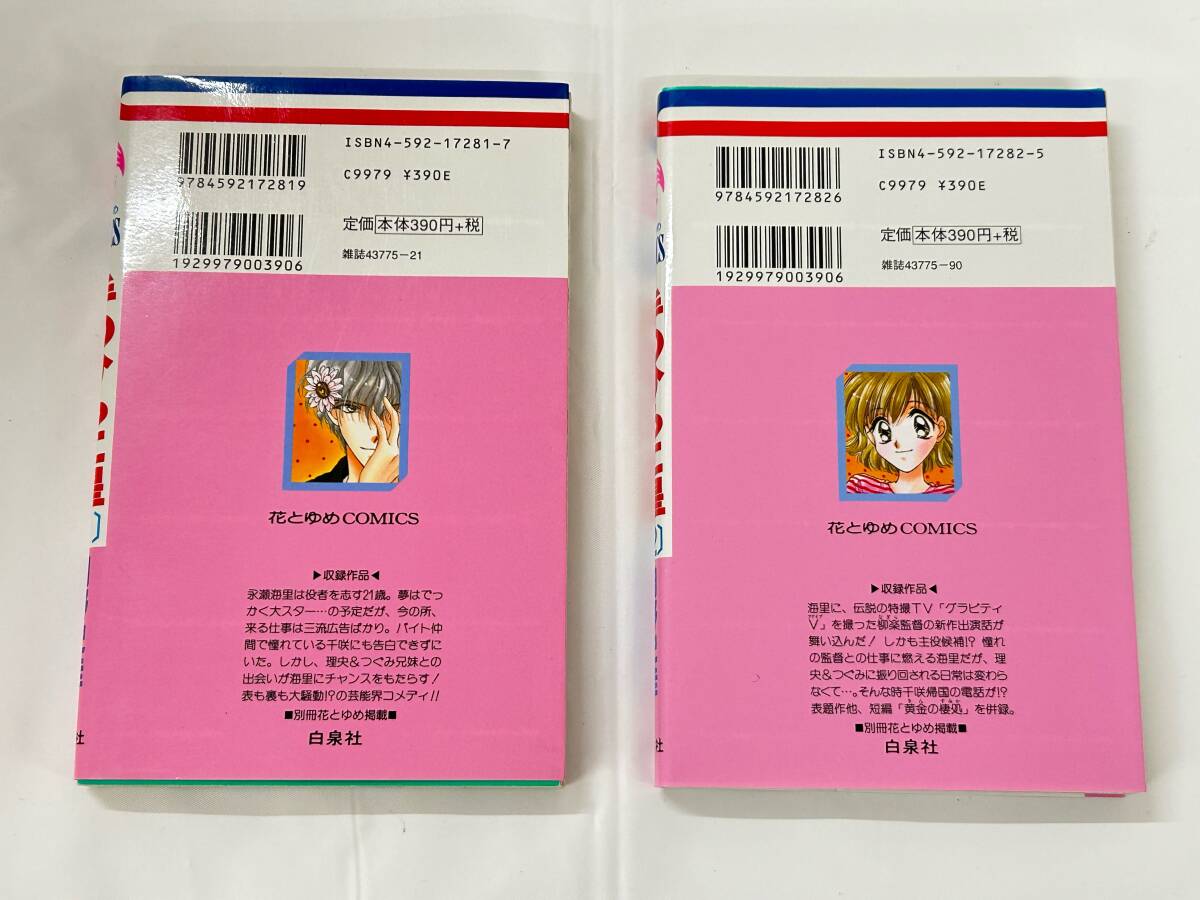 ISBN4-592-17281-7
9784592172819
C9979 ¥390E
定価 本体390円+税
1929979003906
雑誌43775-21
花とゆめCOMICS
▶収録作品◀
永瀬海里は役者を志す21歳。夢はでっ
かく大スター…の予定だが、今の所、
来る仕事は三流広告ばかり。バイト仲
間で憧れている千咲にも告白できずに
いた。しかし、理央&つぐみ兄妹との
出会いが海里にチャンスをもたらす!
表も裏も大騒動!?の芸能界コメディ!!
■別冊花とゆめ掲載■
白泉社
ISBN4-592-17282-5
9784592172826
C9979 ¥390E
定価 本体390円+税
1929979003906
雑誌43775-90
花とゆめCOMICS
▶収録作品◀
海里に、伝説の特撮TV「グラビティ
V」を撮った柳楽監督の新作出演話が
舞い込んだ! しかも主役候補!? 憧れ
の監督との仕事に燃える海里だが、理
央&つぐみに振り回される日常は変わら
なくて…。そんな時千咲帰国の電話が!?
表題作他、短編「黄金の棲処」を併録。
■別冊花とゆめ掲載■
白泉社